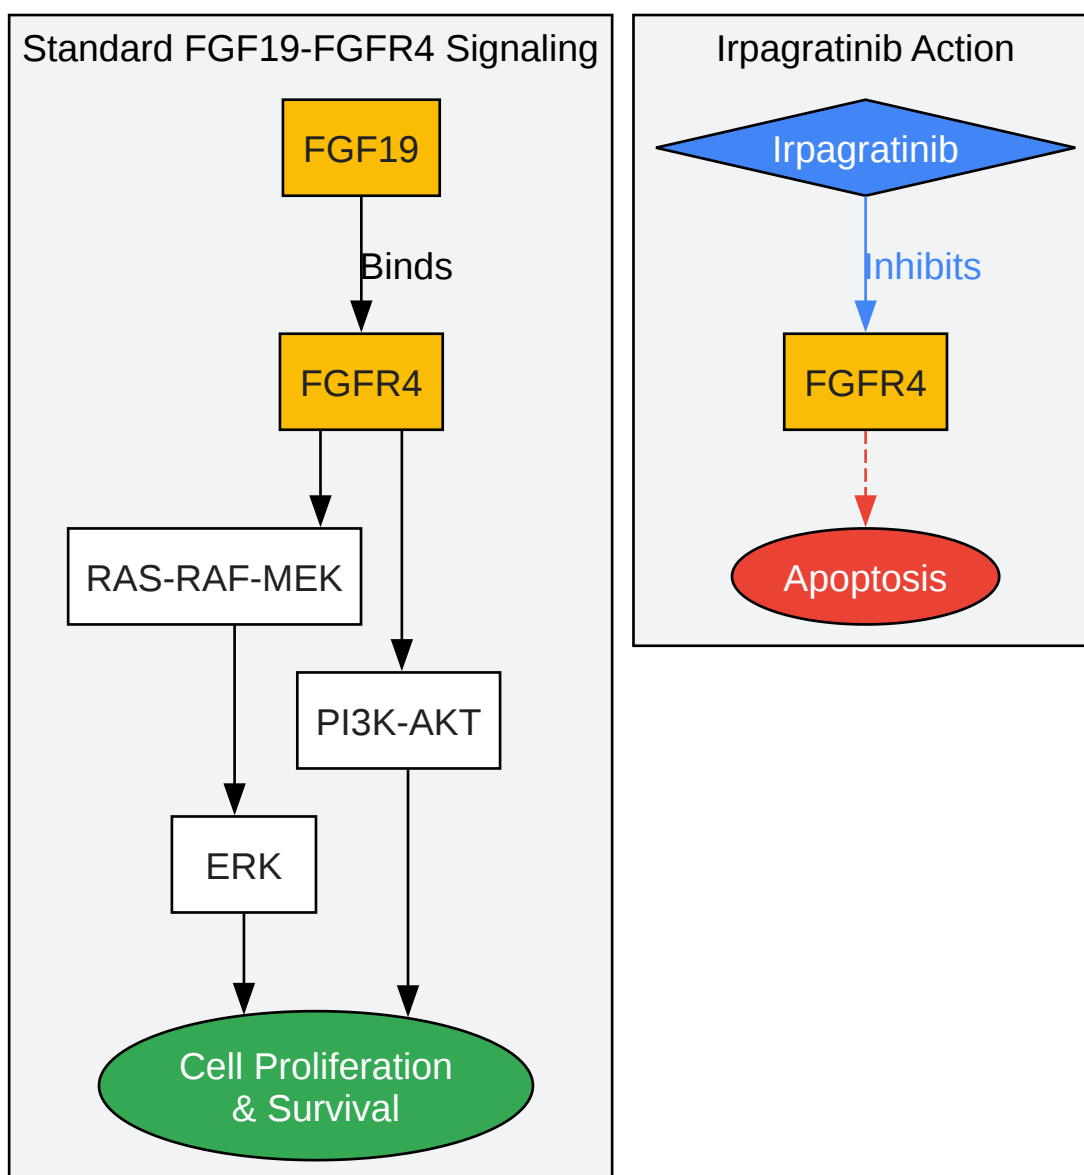 Standard FGF19-FGFR4 Signaling
FGF19
Binds
FGFR4
RAS-RAF-MEK
PI3K-AKT
ERK
Cell Proliferation
& Survival
Irpagratinib Action
Irpagratinib
Inhibits
FGFR4
Apoptosis